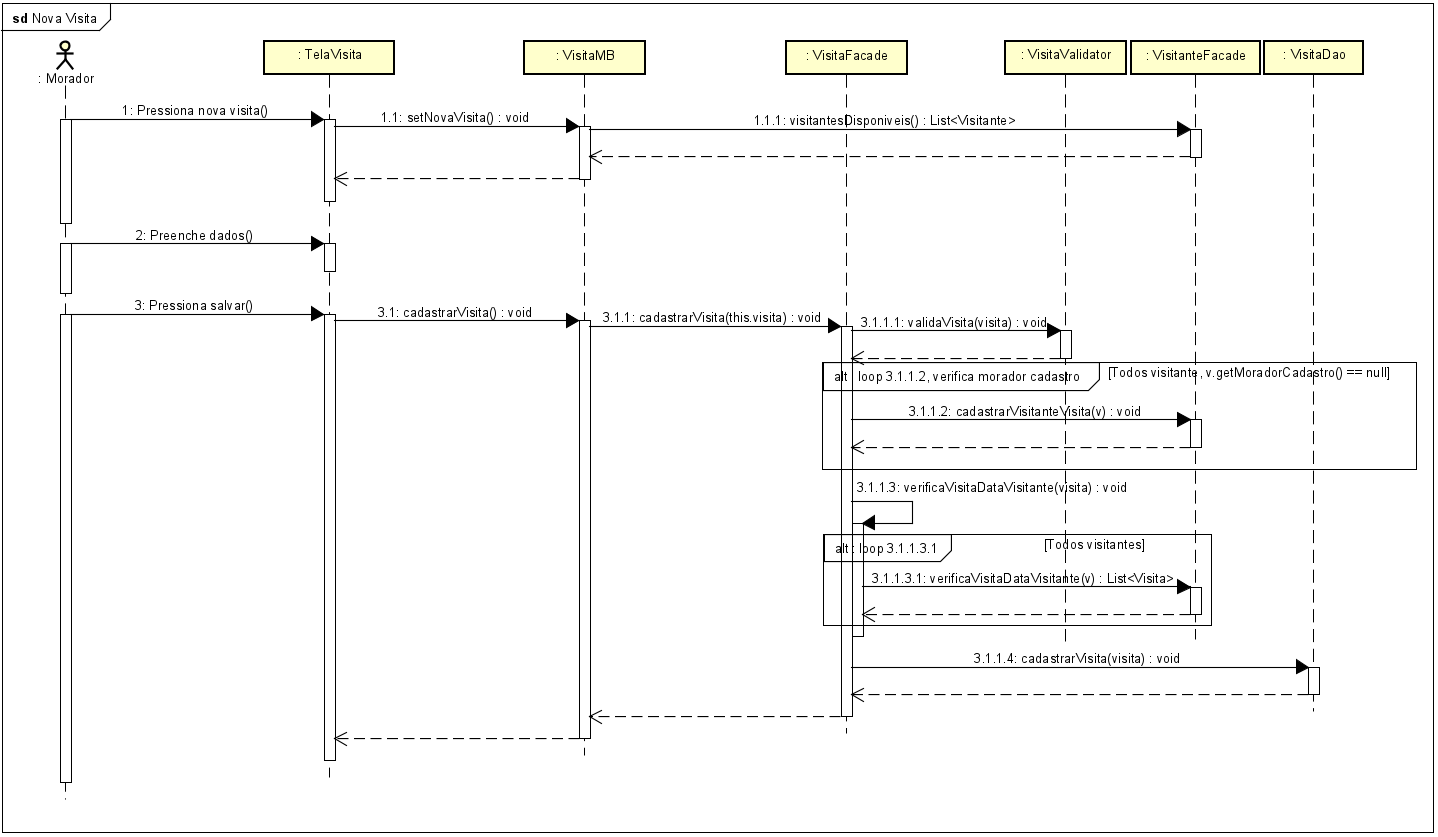 sd Nova Visita
: Morador
: TelaVisita
: VisitaMB
: VisitaFacade
: VisitaValidator
: VisitanteFacade
: VisitaDao
1: Pressiona nova visita()
1.1: setNovaVisita() : void
1.1.1: visitantesDisponiveis() : List<Visitante>
2: Preenche dados()
3: Pressiona salvar()
3.1: cadastrarVisita() : void
3.1.1: cadastrarVisita(this.visita) : void
3.1.1.1: validaVisita(visita) : void
alt : loop 3.1.1.2, verifica morador cadastro
[Todos visitante, v.getMoradorCadastro() == null]
3.1.1.2: cadastrarVisitanteVisita(v) : void
3.1.1.3: verificaVisitaDataVisitante(visita) : void
alt : loop 3.1.1.3.1
[Todos visitantes]
3.1.1.3.1: verificaVisitaDataVisitante(v) : List<Visita>
3.1.1.4: cadastrarVisita(visita) : void